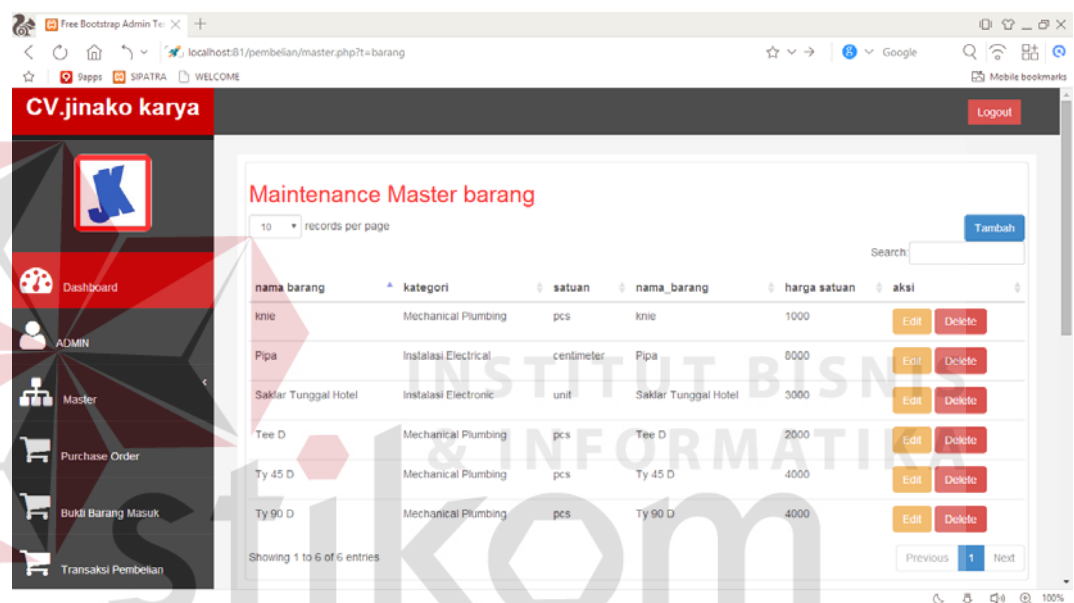 Free Bootstrap Admin Te
localhost:81/pembelian/master.php?t=barang
Google
9apps SIPATRA WELCOME
Mobile bookmarks
CV.jinako karya
Logout
JK
Maintenance Master barang
10 records per page
Tambah
Search:
Dashboard
ADMIN
Master
Purchase Order
Bukti Barang Masuk
Transaksi Pembelian
nama barang kategori satuan nama_barang harga satuan aksi
knie Mechanical Plumbing pcs knie 1000 Edit Delete
Pipa Instalasi Electrical centimeter Pipa 8000 Edit Delete
Saklar Tunggal Hotel Instalasi Electronic unit Saklar Tunggal Hotel 3000 Edit Delete
Tee D Mechanical Plumbing pcs Tee D 2000 Edit Delete
Ty 45 D Mechanical Plumbing pcs Ty 45 D 4000 Edit Delete
Ty 90 D Mechanical Plumbing pcs Ty 90 D 4000 Edit Delete
Showing 1 to 6 of 6 entries
Previous 1 Next
INSTITUT BISNIS
& INFORMATIKA
stikom
100%